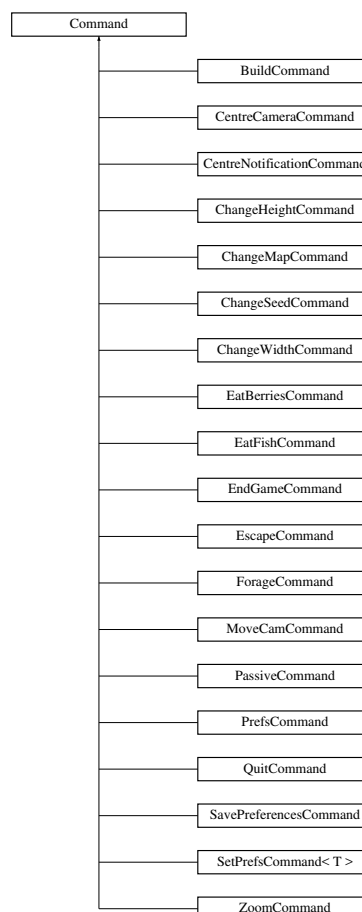 Command
BuildCommand
CentreCameraCommand
CentreNotificationCommand
ChangeHeightCommand
ChangeMapCommand
ChangeSeedCommand
ChangeWidthCommand
EatBerriesCommand
EatFishCommand
EndGameCommand
EscapeCommand
ForageCommand
MoveCamCommand
PassiveCommand
PrefsCommand
QuitCommand
SavePreferencesCommand
SetPrefsCommand< T >
ZoomCommand